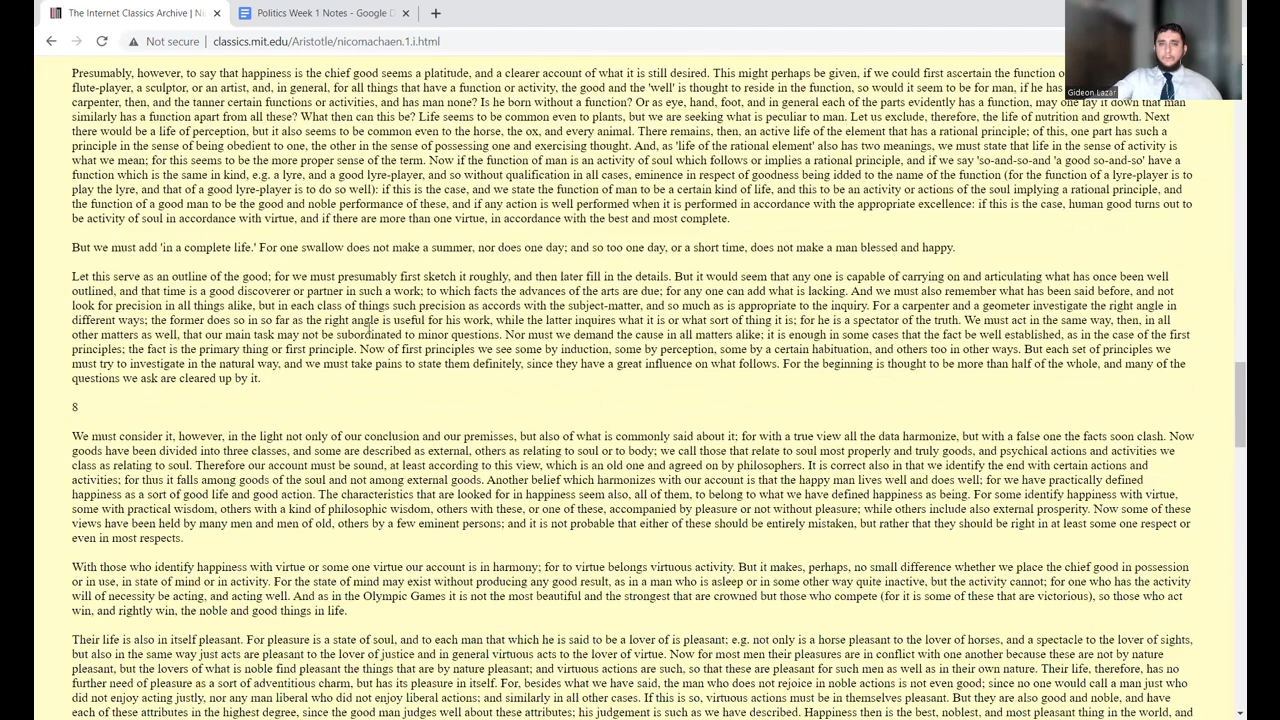 The Internet Classics Archive | Ni
Politics Week 1 Notes - Google D
Not secure
classics.mit.edu/Aristotle/nicomachaen.1.i.html
Gideon Lazar
Presumably, however, to say that happiness is the chief good seems a platitude, and a clearer account of what it is still desired. This might perhaps be given, if we could first ascertain the function o
flute-player, a sculptor, or an artist, and, in general, for all things that have a function or activity, the good and the 'well' is thought to reside in the function, so would it seem to be for man, if he has
carpenter, then, and the tanner certain functions or activities, and has man none? Is he born without a function? Or as eye, hand, foot, and in general each of the parts evidently has a function, may one lay it down that man
similarly has a function apart from all these? What then can this be? Life seems to be common even to plants, but we are seeking what is peculiar to man. Let us exclude, therefore, the life of nutrition and growth. Next
there would be a life of perception, but it also seems to be common even to the horse, the ox, and every animal. There remains, then, an active life of the element that has a rational principle; of this, one part has such a
principle in the sense of being obedient to one, the other in the sense of possessing one and exercising thought. And, as 'life of the rational element' also has two meanings, we must state that life in the sense of activity is
what we mean; for this seems to be the more proper sense of the term. Now if the function of man is an activity of soul which follows or implies a rational principle, and if we say 'so-and-so-and 'a good so-and-so' have a
function which is the same in kind, e.g. a lyre, and a good lyre-player, and so without qualification in all cases, eminence in respect of goodness being idded to the name of the function (for the function of a lyre-player is to
play the lyre, and that of a good lyre-player is to do so well): if this is the case, and we state the function of man to be a certain kind of life, and this to be an activity or actions of the soul implying a rational principle, and
the function of a good man to be the good and noble performance of these, and if any action is well performed when it is performed in accordance with the appropriate excellence: if this is the case, human good turns out to
be activity of soul in accordance with virtue, and if there are more than one virtue, in accordance with the best and most complete.
But we must add 'in a complete life.' For one swallow does not make a summer, nor does one day; and so too one day, or a short time, does not make a man blessed and happy.
Let this serve as an outline of the good; for we must presumably first sketch it roughly, and then later fill in the details. But it would seem that any one is capable of carrying on and articulating what has once been well
outlined, and that time is a good discoverer or partner in such a work; to which facts the advances of the arts are due; for any one can add what is lacking. And we must also remember what has been said before, and not
look for precision in all things alike, but in each class of things such precision as accords with the subject-matter, and so much as is appropriate to the inquiry. For a carpenter and a geometer investigate the right angle in
different ways; the former does so in so far as the right angle is useful for his work, while the latter inquires what it is or what sort of thing it is; for he is a spectator of the truth. We must act in the same way, then, in all
other matters as well, that our main task may not be subordinated to minor questions. Nor must we demand the cause in all matters alike; it is enough in some cases that the fact be well established, as in the case of the first
principles; the fact is the primary thing or first principle. Now of first principles we see some by induction, some by perception, some by a certain habituation, and others too in other ways. But each set of principles we
must try to investigate in the natural way, and we must take pains to state them definitely, since they have a great influence on what follows. For the beginning is thought to be more than half of the whole, and many of the
questions we ask are cleared up by it.
8
We must consider it, however, in the light not only of our conclusion and our premisses, but also of what is commonly said about it; for with a true view all the data harmonize, but with a false one the facts soon clash. Now
goods have been divided into three classes, and some are described as external, others as relating to soul or to body; we call those that relate to soul most properly and truly goods, and psychical actions and activities we
class as relating to soul. Therefore our account must be sound, at least according to this view, which is an old one and agreed on by philosophers. It is correct also in that we identify the end with certain actions and
activities; for thus it falls among goods of the soul and not among external goods. Another belief which harmonizes with our account is that the happy man lives well and does well; for we have practically defined
happiness as a sort of good life and good action. The characteristics that are looked for in happiness seem also, all of them, to belong to what we have defined happiness as being. For some identify happiness with virtue,
some with practical wisdom, others with a kind of philosophic wisdom, others with these, or one of these, accompanied by pleasure or not without pleasure; while others include also external prosperity. Now some of these
views have been held by many men and men of old, others by a few eminent persons; and it is not probable that either of these should be entirely mistaken, but rather that they should be right in at least some one respect or
even in most respects.
With those who identify happiness with virtue or some one virtue our account is in harmony; for to virtue belongs virtuous activity. But it makes, perhaps, no small difference whether we place the chief good in possession
or in use, in state of mind or in activity. For the state of mind may exist without producing any good result, as in a man who is asleep or in some other way quite inactive, but the activity cannot; for one who has the activity
will of necessity be acting, and acting well. And as in the Olympic Games it is not the most beautiful and the strongest that are crowned but those who compete (for it is some of these that are victorious), so those who act
win, and rightly win, the noble and good things in life.
Their life is also in itself pleasant. For pleasure is a state of soul, and to each man that which he is said to be a lover of is pleasant; e.g. not only is a horse pleasant to the lover of horses, and a spectacle to the lover of sights,
but also in the same way just acts are pleasant to the lover of justice and in general virtuous acts to the lover of virtue. Now for most men their pleasures are in conflict with one another because these are not by nature
pleasant, but the lovers of what is noble find pleasant the things that are by nature pleasant; and virtuous actions are such, so that these are pleasant for such men as well as in their own nature. Their life, therefore, has no
further need of pleasure as a sort of adventitious charm, but has its pleasure in itself. For, besides what we have said, the man who does not rejoice in noble actions is not even good; since no one would call a man just who
did not enjoy acting justly, nor any man liberal who did not enjoy liberal actions; and similarly in all other cases. If this is so, virtuous actions must be in themselves pleasant. But they are also good and noble, and have
each of these attributes in the highest degree, since the good man judges well about these attributes; his judgement is such as we have described. Happiness then is the best, noblest, and most pleasant thing in the world, and